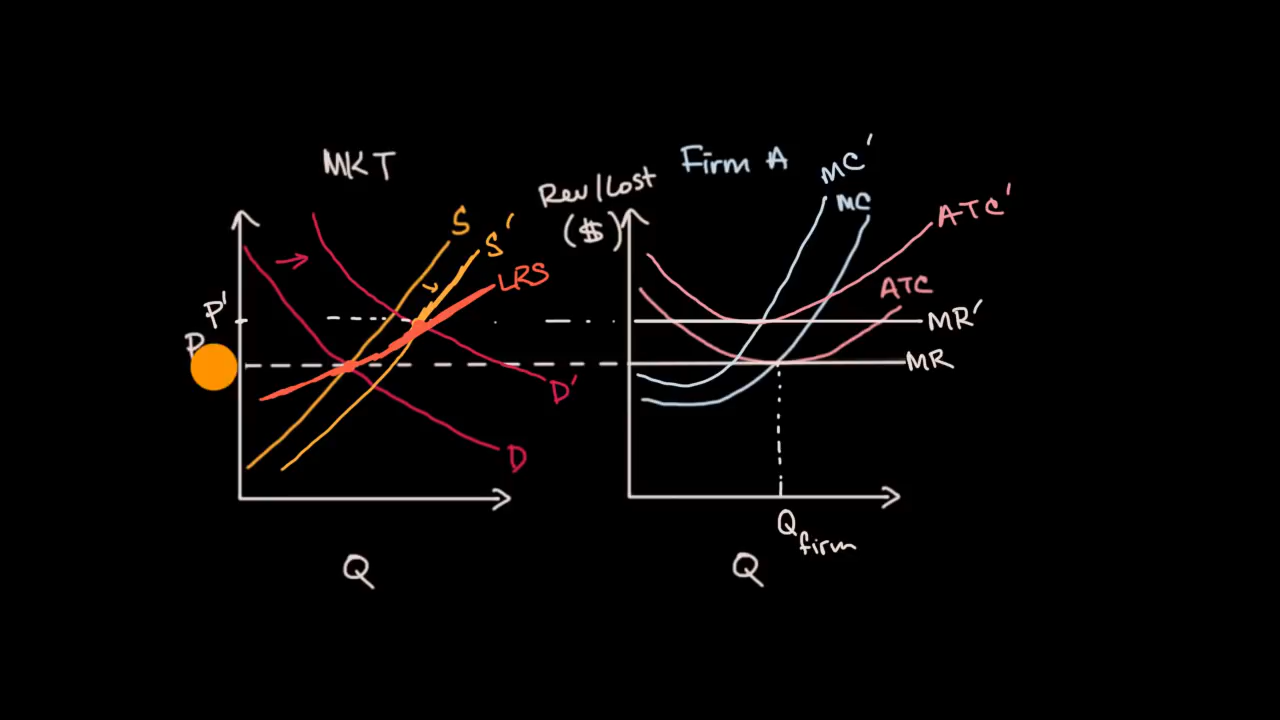 MKT
Rev/Cost
($)
Firm A
MC'
MC
ATC'
ATC
S
S'
LRS
P'
P
MR'
MR
D'
D
Q
Q firm
Q